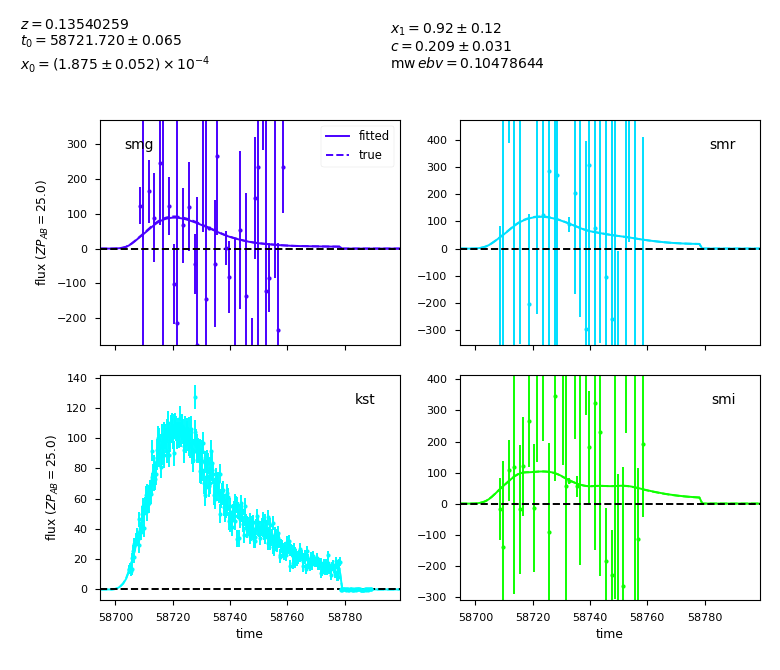 z = 0.13540259
t₀ = 58721.720 ± 0.065
x₀ = (1.875 ± 0.052) × 10⁻⁴
x₁ = 0.92 ± 0.12
c = 0.209 ± 0.031
mw ebv = 0.10478644
smg
fitted
true
300
200
100
0
−100
−200
flux (ZP_AB = 25.0)
smr
400
300
200
100
0
−100
−200
−300
kst
140
120
100
80
60
40
20
0
flux (ZP_AB = 25.0)
58700 58720 58740 58760 58780
time
smi
400
300
200
100
0
−100
−200
−300
58700 58720 58740 58760 58780
time